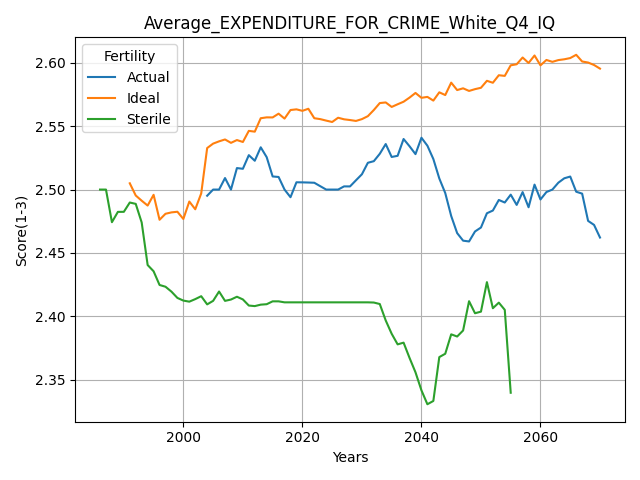 Average_EXPENDITURE_FOR_CRIME_White_Q4_IQ
Fertility
Actual
Ideal
Sterile
Score(1-3)
2.60
2.55
2.50
2.45
2.40
2.35
2000
2020
2040
2060
Years